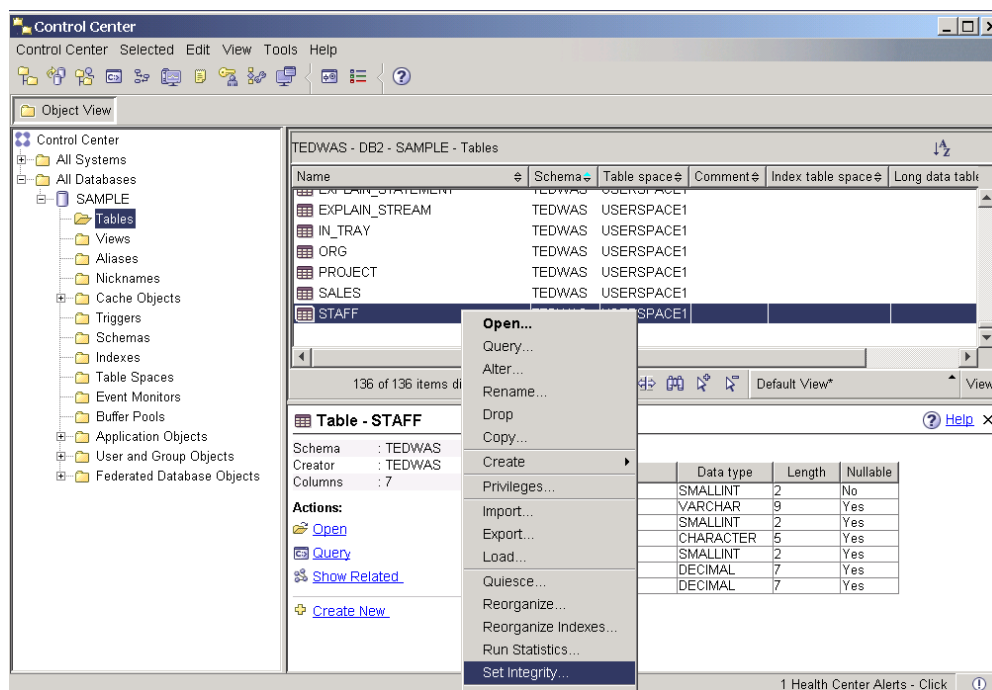 Control Center
Control Center Selected Edit View Tools Help
Object View
Control Center
All Systems
All Databases
SAMPLE
Tables
Views
Aliases
Nicknames
Cache Objects
Triggers
Schemas
Indexes
Table Spaces
Event Monitors
Buffer Pools
Application Objects
User and Group Objects
Federated Database Objects
TEDWAS - DB2 - SAMPLE - Tables
Name Schema Table space Comment Index table space Long data table
EXPLAIN_STATEMENT TEDWAS USERSPACE1
EXPLAIN_STREAM TEDWAS USERSPACE1
IN_TRAY TEDWAS USERSPACE1
ORG TEDWAS USERSPACE1
PROJECT TEDWAS USERSPACE1
SALES TEDWAS USERSPACE1
STAFF
136 of 136 items di
Default View*
View
Open...
Query...
Alter...
Rename...
Drop
Copy...
Create
Privileges...
Import...
Export...
Load...
Quiesce...
Reorganize...
Reorganize Indexes...
Run Statistics...
Set Integrity...
Table - STAFF
Help
Schema : TEDWAS
Creator : TEDWAS
Columns : 7
Actions:
Open
Query
Show Related
Create New
Data type Length Nullable
SMALLINT 2 No
VARCHAR 9 Yes
SMALLINT 2 Yes
CHARACTER 5 Yes
SMALLINT 2 Yes
DECIMAL 7 Yes
DECIMAL 7 Yes
1 Health Center Alerts - Click